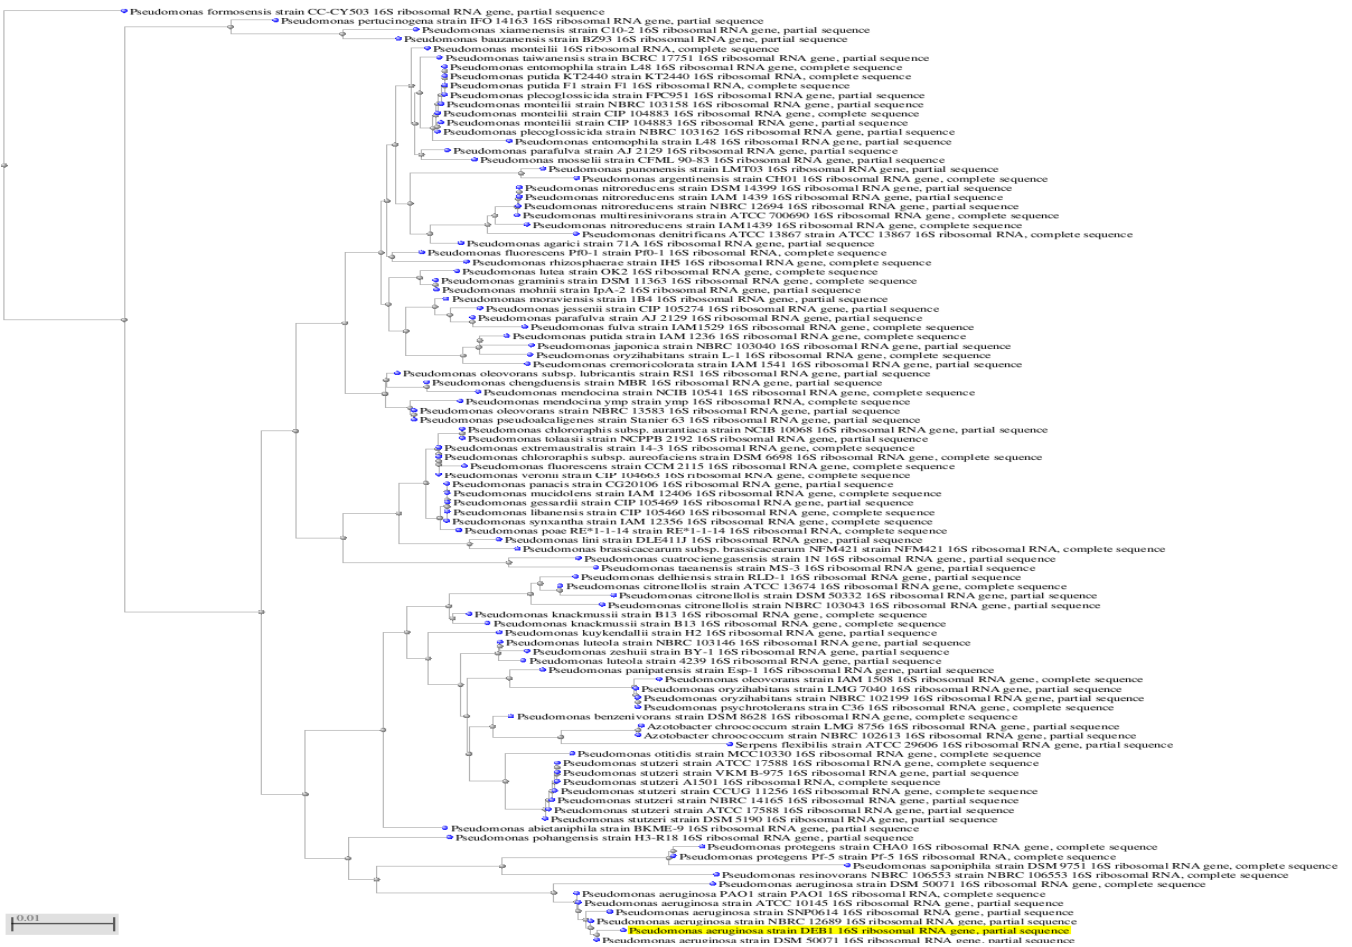 Pseudomonas formosensis strain CC-CY503 16S ribosomal RNA gene, partial sequence
Pseudomonas pertucinogena strain IFO 14163 16S ribosomal RNA gene, partial sequence
Pseudomonas xiamenensis strain C10-2 16S ribosomal RNA gene, partial sequence
Pseudomonas bauzanensis strain BZ93 16S ribosomal RNA gene, partial sequence
Pseudomonas monteilii 16S ribosomal RNA, complete sequence
Pseudomonas taiwanensis strain BCRC 17751 16S ribosomal RNA gene, partial sequence
Pseudomonas entomophila strain L48 16S ribosomal RNA gene, complete sequence
Pseudomonas putida KT2440 strain KT2440 16S ribosomal RNA, complete sequence
Pseudomonas putida F1 strain F1 16S ribosomal RNA, complete sequence
Pseudomonas plecoglossicida strain FPC951 16S ribosomal RNA gene, partial sequence
Pseudomonas monteilii strain NBRC 103158 16S ribosomal RNA gene, partial sequence
Pseudomonas monteilii strain CIP 104883 16S ribosomal RNA gene, complete sequence
Pseudomonas monteilii strain CIP 104883 16S ribosomal RNA gene, partial sequence
Pseudomonas plecoglossicida strain NBRC 103162 16S ribosomal RNA gene, partial sequence
Pseudomonas entomophila strain L48 16S ribosomal RNA gene, partial sequence
Pseudomonas parafulva strain AJ 2129 16S ribosomal RNA gene, partial sequence
Pseudomonas mosselii strain CFML 90-83 16S ribosomal RNA gene, partial sequence
Pseudomonas punonensis strain LMT03 16S ribosomal RNA gene, partial sequence
Pseudomonas argentinensis strain CH01 16S ribosomal RNA gene, complete sequence
Pseudomonas nitroreducens strain DSM 14399 16S ribosomal RNA gene, partial sequence
Pseudomonas nitroreducens strain IAM 1439 16S ribosomal RNA gene, partial sequence
Pseudomonas nitroreducens strain NBRC 12694 16S ribosomal RNA gene, partial sequence
Pseudomonas multiresinivorans strain ATCC 700690 16S ribosomal RNA gene, complete sequence
Pseudomonas nitroreducens strain IAM1439 16S ribosomal RNA gene, complete sequence
Pseudomonas denitrificans ATCC 13867 strain ATCC 13867 16S ribosomal RNA, complete sequence
Pseudomonas agarici strain 71A 16S ribosomal RNA gene, partial sequence
Pseudomonas fluorescens Pf0-1 strain Pf0-1 16S ribosomal RNA, complete sequence
Pseudomonas rhizosphaerae strain IH5 16S ribosomal RNA gene, complete sequence
Pseudomonas lutea strain OK2 16S ribosomal RNA gene, complete sequence
Pseudomonas graminis strain DSM 11363 16S ribosomal RNA gene, complete sequence
Pseudomonas mohnii strain IpA-2 16S ribosomal RNA gene, partial sequence
Pseudomonas moraviensis strain 1B4 16S ribosomal RNA gene, partial sequence
Pseudomonas jessenii strain CIP 105274 16S ribosomal RNA gene, partial sequence
Pseudomonas parafulva strain AJ 2129 16S ribosomal RNA gene, partial sequence
Pseudomonas fulva strain IAM1529 16S ribosomal RNA gene, complete sequence
Pseudomonas putida strain IAM 1236 16S ribosomal RNA gene, complete sequence
Pseudomonas japonica strain NBRC 103040 16S ribosomal RNA gene, partial sequence
Pseudomonas oryzihabitans strain L-1 16S ribosomal RNA gene, complete sequence
Pseudomonas cremoricolorata strain IAM 1541 16S ribosomal RNA gene, partial sequence
Pseudomonas oleovorans subsp. lubricantis strain RS1 16S ribosomal RNA gene, partial sequence
Pseudomonas chengduensis strain MBR 16S ribosomal RNA gene, partial sequence
Pseudomonas mendocina strain NCIB 10541 16S ribosomal RNA gene, complete sequence
Pseudomonas mendocina ymp strain ymp 16S ribosomal RNA, complete sequence
Pseudomonas oleovorans strain NBRC 13583 16S ribosomal RNA gene, partial sequence
Pseudomonas pseudoalcaligenes strain Stanier 63 16S ribosomal RNA gene, partial sequence
Pseudomonas chlororaphis subsp. aurantiaca strain NCIB 10068 16S ribosomal RNA gene, partial sequence
Pseudomonas tolaasii strain NCPPB 2192 16S ribosomal RNA gene, partial sequence
Pseudomonas extremaustralis strain 14-3 16S ribosomal RNA gene, complete sequence
Pseudomonas chlororaphis subsp. aureofaciens strain DSM 6698 16S ribosomal RNA gene, complete sequence
Pseudomonas fluorescens strain CCM 2115 16S ribosomal RNA gene, complete sequence
Pseudomonas veronii strain CIP 104663 16S ribosomal RNA gene, complete sequence
Pseudomonas panacis strain CG20106 16S ribosomal RNA gene, partial sequence
Pseudomonas mucidolens strain IAM 12406 16S ribosomal RNA gene, complete sequence
Pseudomonas gessardii strain CIP 105469 16S ribosomal RNA gene, partial sequence
Pseudomonas libanensis strain CIP 105460 16S ribosomal RNA gene, complete sequence
Pseudomonas synxantha strain IAM 12356 16S ribosomal RNA gene, partial sequence
Pseudomonas poae RE*1-1-14 strain RE*1-1-14 16S ribosomal RNA, complete sequence
Pseudomonas lini strain DLE411J 16S ribosomal RNA gene, partial sequence
Pseudomonas brassicacearum subsp. brassicacearum NFM421 strain NFM421 16S ribosomal RNA, complete sequence
Pseudomonas cuatrocienegasensis strain 1N 16S ribosomal RNA gene, partial sequence
Pseudomonas taeanensis strain MS-3 16S ribosomal RNA gene, partial sequence
Pseudomonas delhiensis strain RLD-1 16S ribosomal RNA gene, partial sequence
Pseudomonas citronellolis strain ATCC 13674 16S ribosomal RNA gene, complete sequence
Pseudomonas citronellolis strain DSM 50332 16S ribosomal RNA gene, partial sequence
Pseudomonas citronellolis strain NBRC 103043 16S ribosomal RNA gene, partial sequence
Pseudomonas knackmussii strain B13 16S ribosomal RNA gene, complete sequence
Pseudomonas knackmussii strain B13 16S ribosomal RNA gene, complete sequence
Pseudomonas kuykendallii strain H2 16S ribosomal RNA gene, partial sequence
Pseudomonas luteola strain NBRC 103146 16S ribosomal RNA gene, partial sequence
Pseudomonas zeshuii strain BY-1 16S ribosomal RNA gene, partial sequence
Pseudomonas luteola strain 4239 16S ribosomal RNA gene, partial sequence
Pseudomonas panipatensis strain Esp-1 16S ribosomal RNA gene, partial sequence
Pseudomonas oleovorans strain IAM 1508 16S ribosomal RNA gene, complete sequence
Pseudomonas oryzihabitans strain LMG 7040 16S ribosomal RNA gene, partial sequence
Pseudomonas oryzihabitans strain NBRC 102199 16S ribosomal RNA gene, partial sequence
Pseudomonas psychrotolerans strain C36 16S ribosomal RNA gene, partial sequence
Pseudomonas benzenivorans strain DSM 8628 16S ribosomal RNA gene, complete sequence
Azotobacter chroococcum strain LMG 8756 16S ribosomal RNA gene, partial sequence
Azotobacter chroococcum strain NBRC 102613 16S ribosomal RNA gene, partial sequence
Serpens flexibilis strain ATCC 29606 16S ribosomal RNA gene, partial sequence
Pseudomonas otitidis strain MCC10330 16S ribosomal RNA gene, complete sequence
Pseudomonas stutzeri strain ATCC 17588 16S ribosomal RNA gene, complete sequence
Pseudomonas stutzeri strain VKM B-975 16S ribosomal RNA gene, partial sequence
Pseudomonas stutzeri A1501 16S ribosomal RNA, complete sequence
Pseudomonas stutzeri strain CCUG 11256 16S ribosomal RNA gene, complete sequence
Pseudomonas stutzeri strain NBRC 14165 16S ribosomal RNA gene, partial sequence
Pseudomonas stutzeri strain ATCC 17588 16S ribosomal RNA gene, partial sequence
Pseudomonas stutzeri strain DSM 5190 16S ribosomal RNA gene, partial sequence
Pseudomonas abietaniphila strain BKME-9 16S ribosomal RNA gene, partial sequence
Pseudomonas pohangensis strain H3-R18 16S ribosomal RNA gene, partial sequence
Pseudomonas protegens strain CHA0 16S ribosomal RNA gene, complete sequence
Pseudomonas protegens Pf-5 strain Pf-5 16S ribosomal RNA, complete sequence
Pseudomonas saponiphila strain DSM 9751 16S ribosomal RNA gene, complete sequence
Pseudomonas resinovorans NBRC 106553 strain NBRC 106553 16S ribosomal RNA, complete sequence
Pseudomonas aeruginosa strain DSM 50071 16S ribosomal RNA gene, complete sequence
Pseudomonas aeruginosa PAO1 strain PAO1 16S ribosomal RNA, complete sequence
Pseudomonas aeruginosa strain ATCC 10145 16S ribosomal RNA gene, partial sequence
Pseudomonas aeruginosa strain SNP0614 16S ribosomal RNA gene, partial sequence
Pseudomonas aeruginosa strain NBRC 12689 16S ribosomal RNA gene, partial sequence
0.01
Pseudomonas aeruginosa strain DEB1 16S ribosomal RNA gene, partial sequence
Pseudomonas aeruginosa strain DSM 50071 16S ribosomal RNA gene, partial sequence